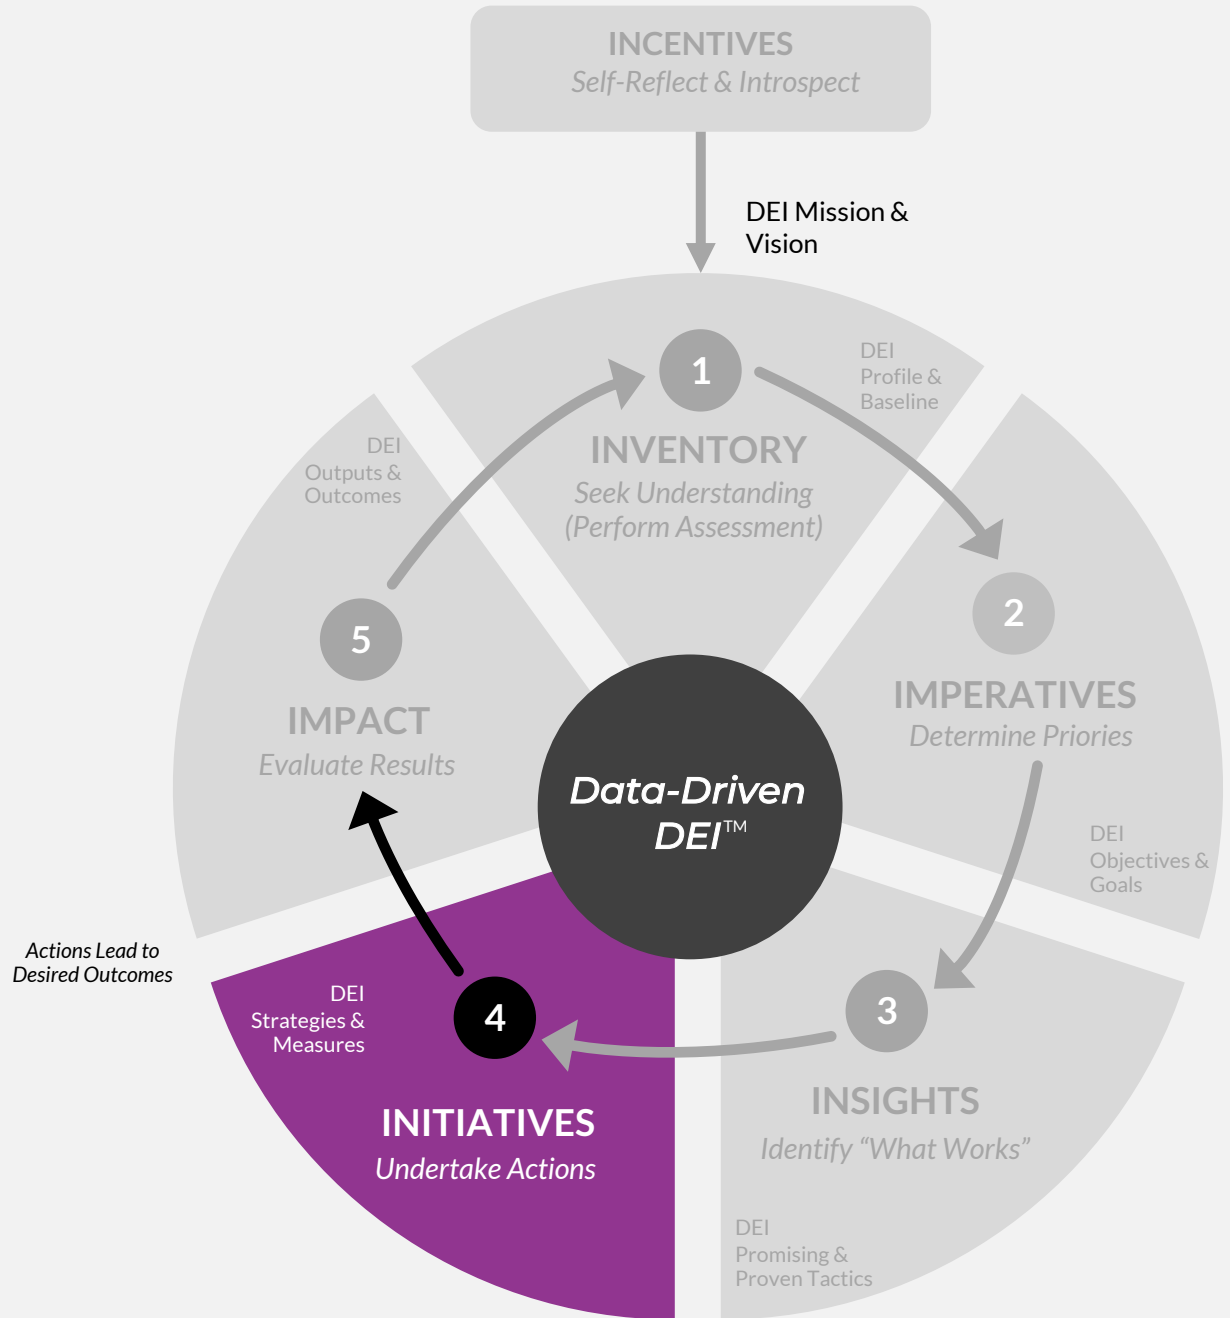 INCENTIVES
Self-Reflect & Introspect
DEI Mission &
Vision
1
INVENTORY
Seek Understanding
(Perform Assessment)
DEI
Profile &
Baseline
2
IMPERATIVES
Determine Priories
DEI
Objectives &
Goals
3
INSIGHTS
Identify “What Works”
DEI
Promising &
Proven Tactics
4
INITIATIVES
Undertake Actions
DEI
Strategies &
Measures
Actions Lead to
Desired Outcomes
5
IMPACT
Evaluate Results
DEI
Outputs &
Outcomes
Data-Driven
DEI™